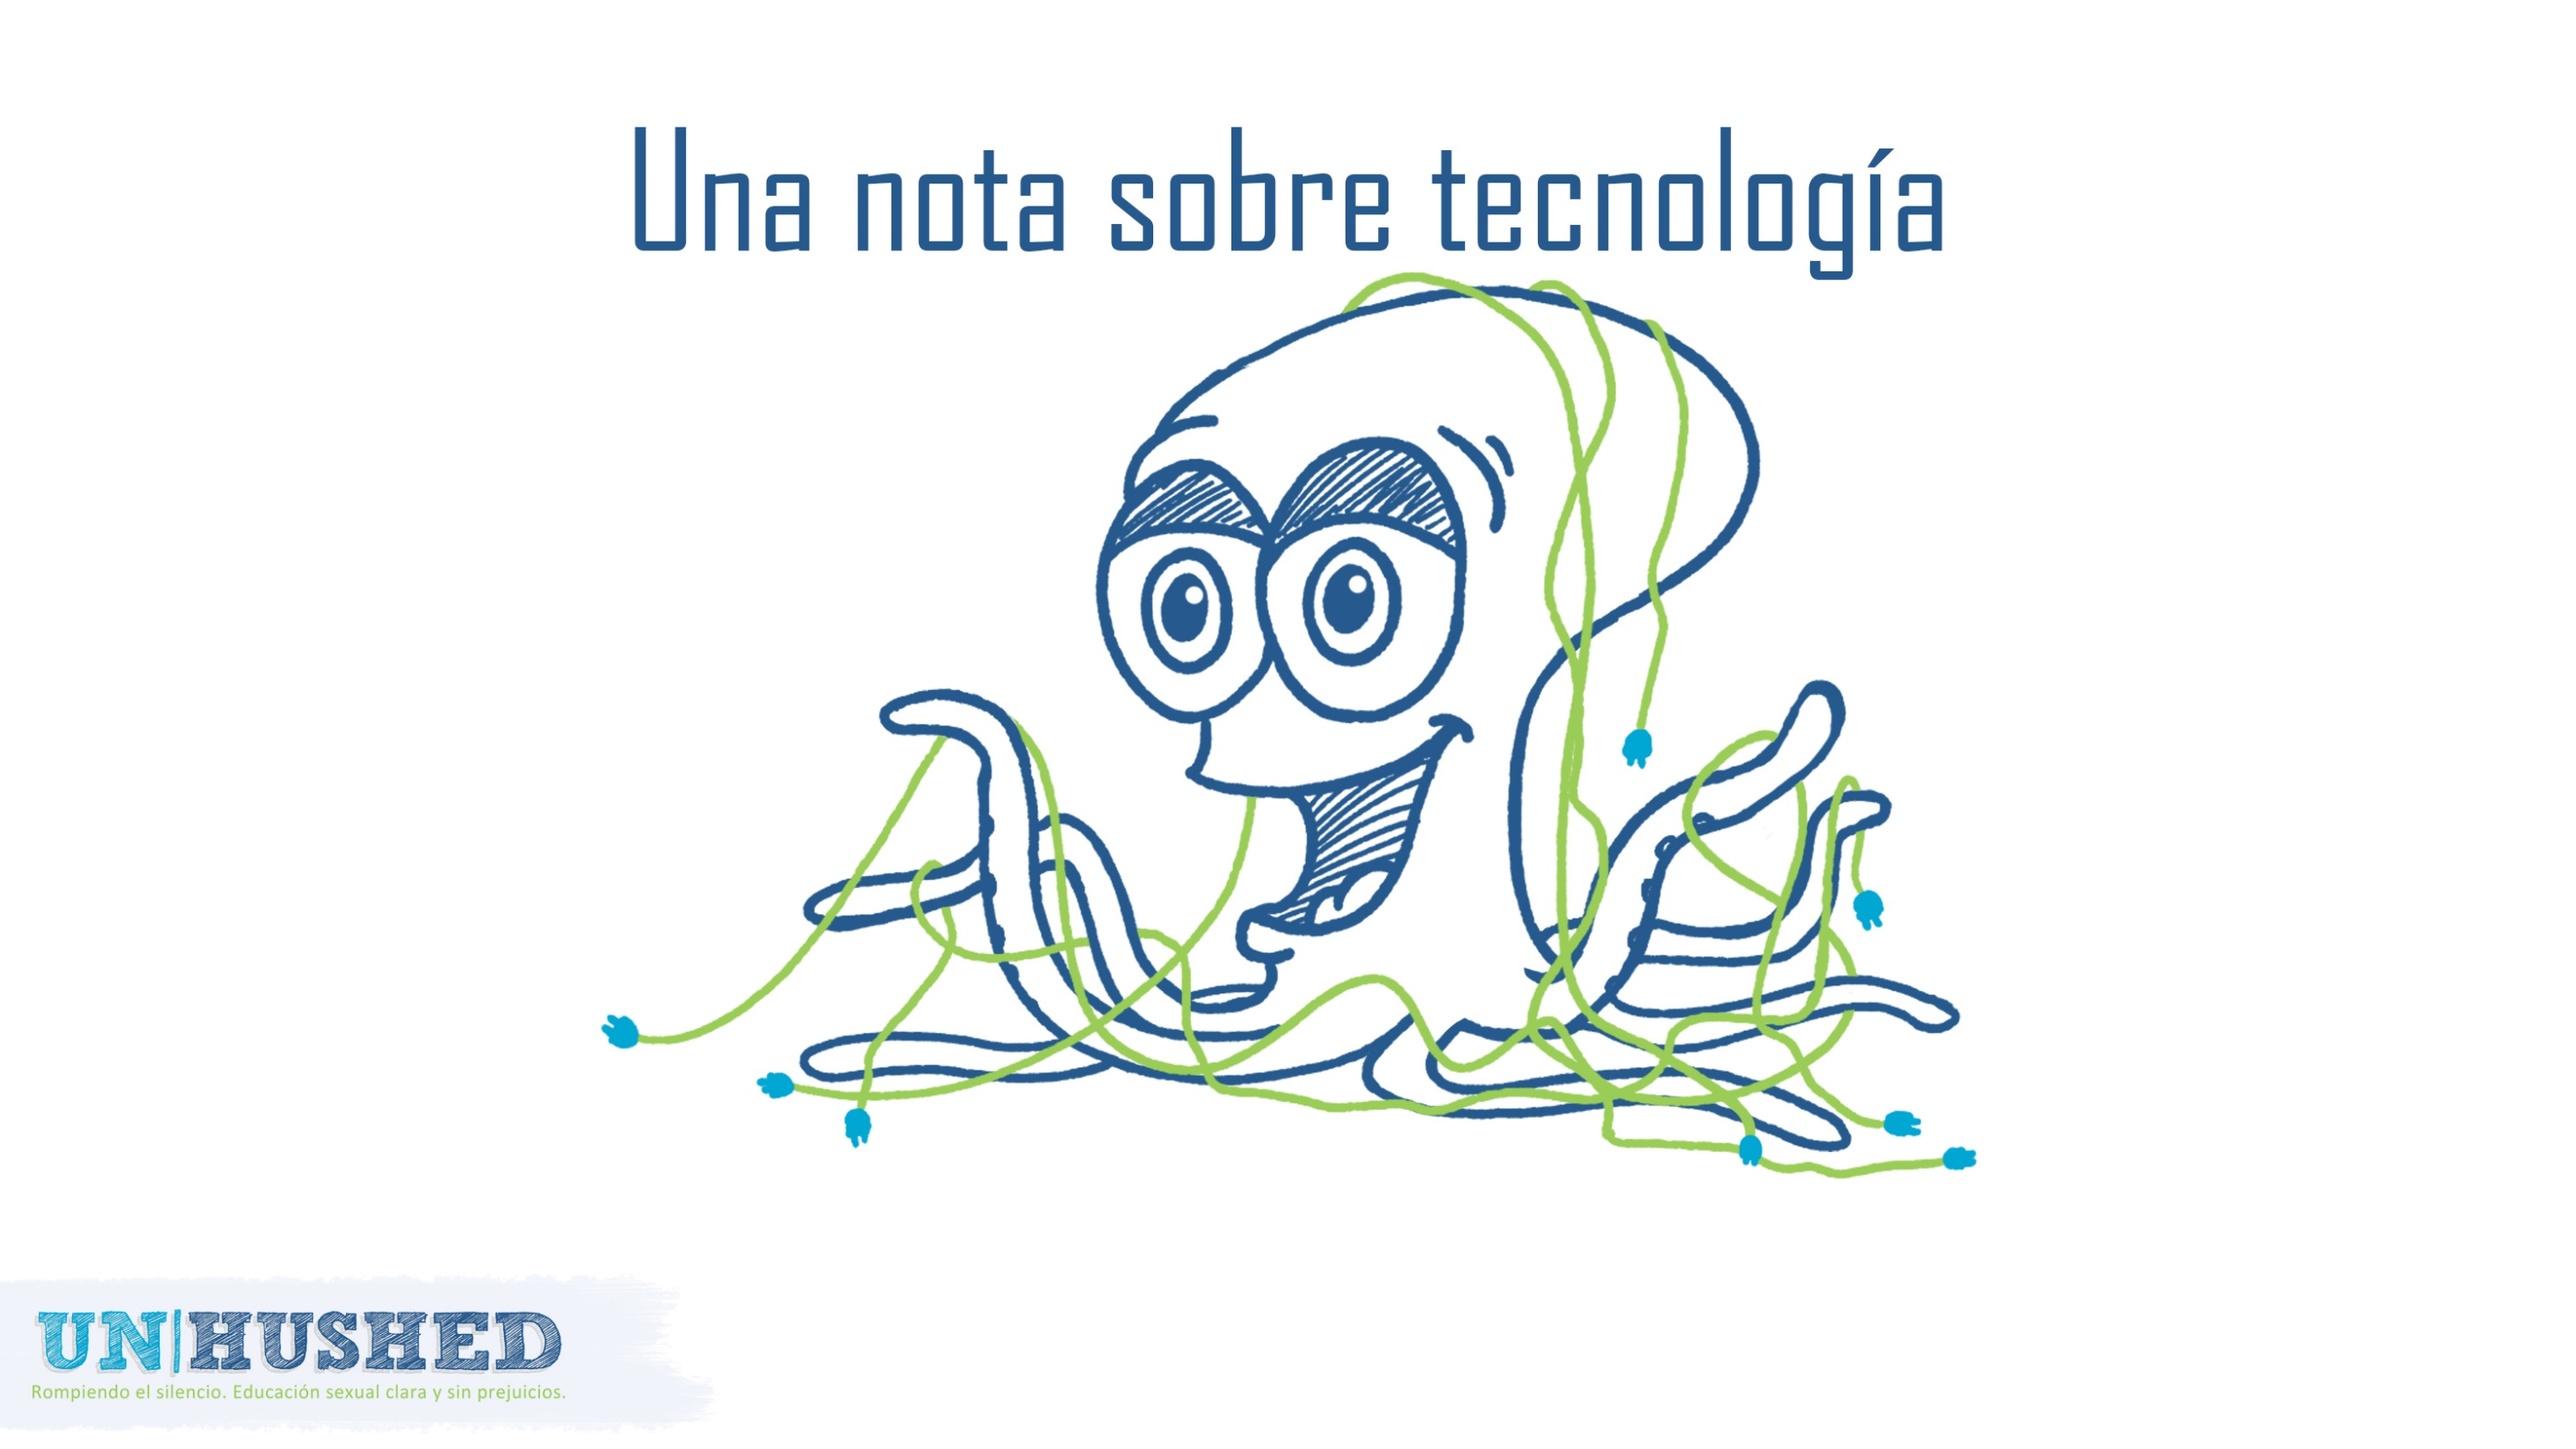 Una nota sobre tecnología
UN|HUSHED
Rompiendo el silencio. Educación sexual clara y sin prejuicios.